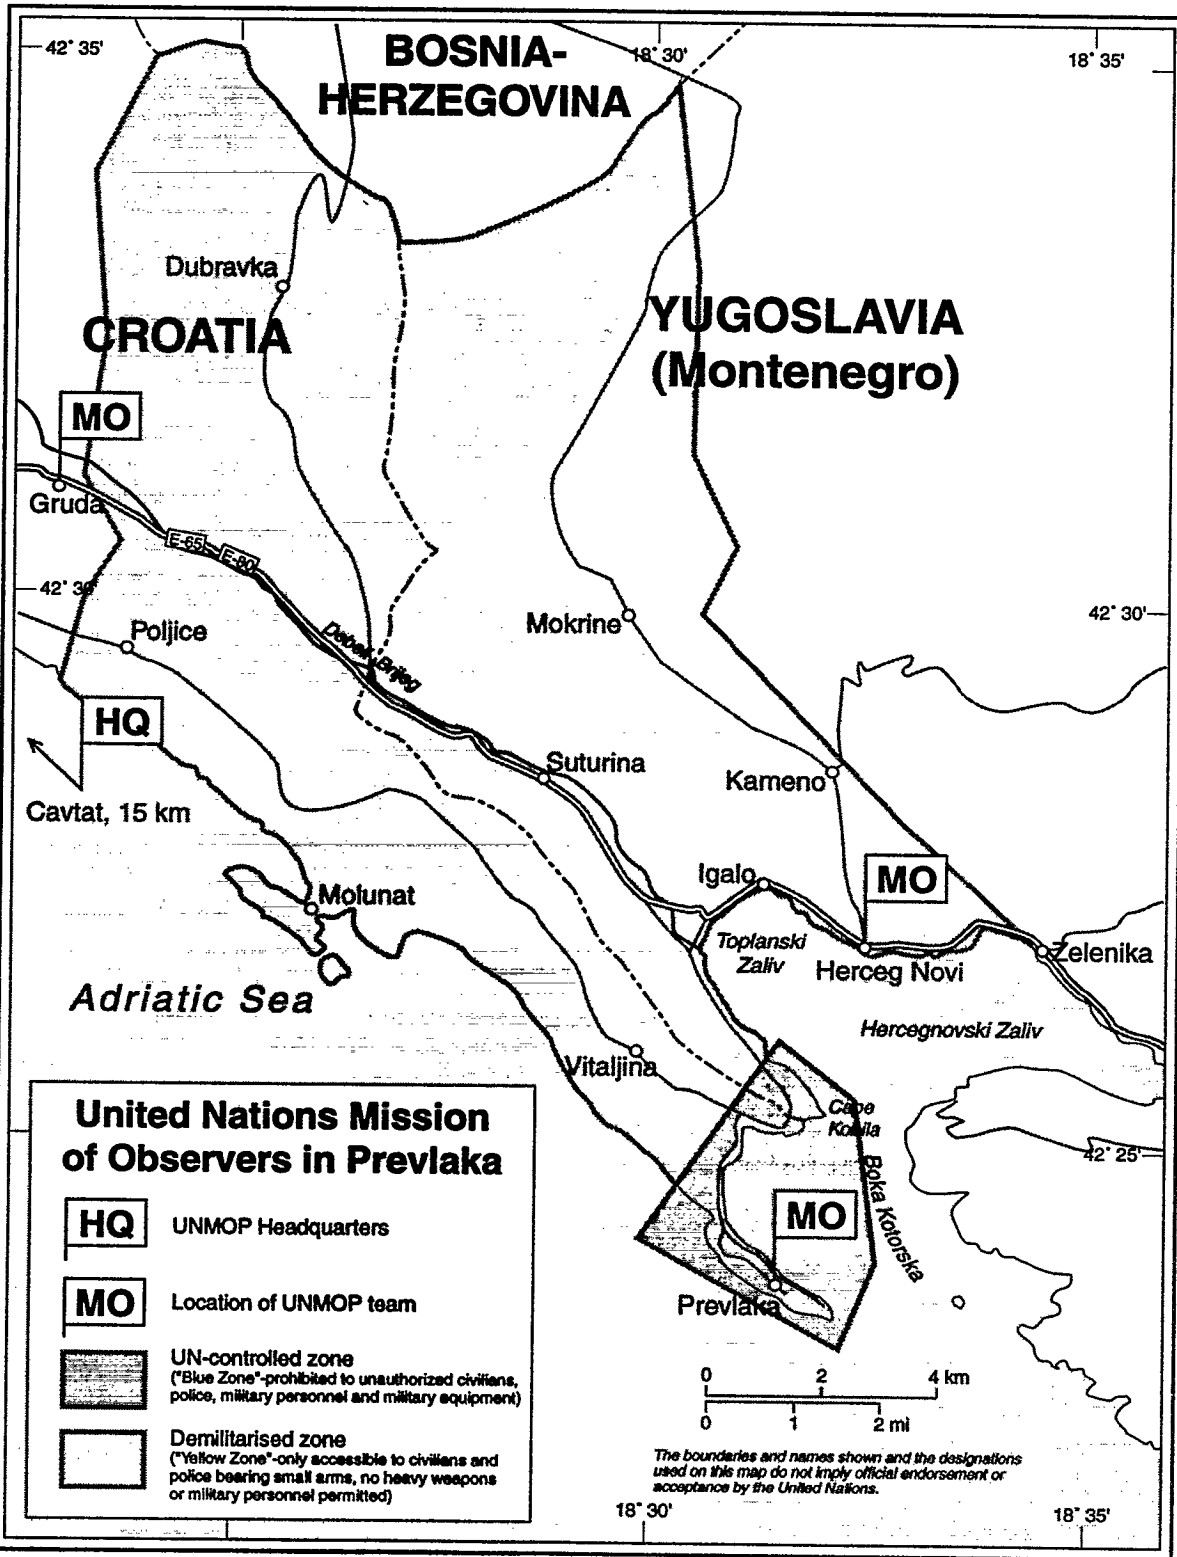 42° 35'
BOSNIA-
HERZEGOVINA
18° 30'
18° 35'
Dubravka
CROATIA
YUGOSLAVIA
(Montenegro)
MO
Gruda
E-65
E-80
42° 30'
42° 30'
Poljice
Debeli Brijeg
Mokrine
HQ
Cavtat, 15 km
Suturina
Kameno
Igalo
MO
Molunat
Toplanski
Zaliv
Herceg Novi
Zelenika
Adriatic Sea
Hercegnovski Zaliv
Vitaljina
Cape
Kobila
42° 25'
Boka Kotorska
MO
Prevlaka
United Nations Mission
of Observers in Prevlaka
HQ
UNMOP Headquarters
MO
Location of UNMOP team
UN-controlled zone
("Blue Zone"-prohibited to unauthorized civilians,
police, military personnel and military equipment)
Demilitarised zone
("Yellow Zone"-only accessible to civilians and
police bearing small arms, no heavy weapons
or military personnel permitted)
0 2 4 km
0 1 2 mi
The boundaries and names shown and the designations
used on this map do not imply official endorsement or
acceptance by the United Nations.
18° 30'
18° 35'